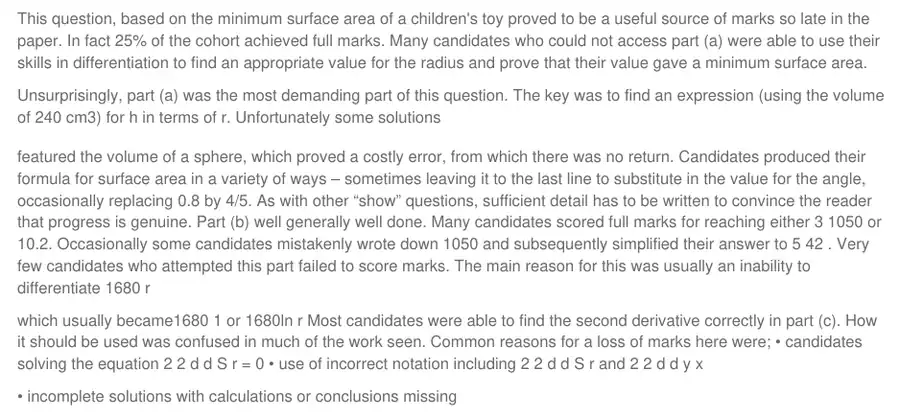 This question, based on the minimum surface area of a children's toy proved to be a useful source of marks so late in the
paper. In fact 25% of the cohort achieved full marks. Many candidates who could not access part (a) were able to use their
skills in differentiation to find an appropriate value for the radius and prove that their value gave a minimum surface area.
Unsurprisingly, part (a) was the most demanding part of this question. The key was to find an expression (using the volume
of 240 cm3) for h in terms of r. Unfortunately some solutions
featured the volume of a sphere, which proved a costly error, from which there was no return. Candidates produced their
formula for surface area in a variety of ways – sometimes leaving it to the last line to substitute in the value for the angle,
occasionally replacing 0.8 by 4/5. As with other “show” questions, sufficient detail has to be written to convince the reader
that progress is genuine. Part (b) well generally well done. Many candidates scored full marks for reaching either 3 1050 or
10.2. Occasionally some candidates mistakenly wrote down 1050 and subsequently simplified their answer to 5 42 . Very
few candidates who attempted this part failed to score marks. The main reason for this was usually an inability to
differentiate 1680 r
which usually became1680 1 or 1680ln r Most candidates were able to find the second derivative correctly in part (c). How
it should be used was confused in much of the work seen. Common reasons for a loss of marks here were; • candidates
solving the equation 2 2 d d S r = 0 • use of incorrect notation including 2 2 d d S r and 2 2 d d y x
• incomplete solutions with calculations or conclusions missing